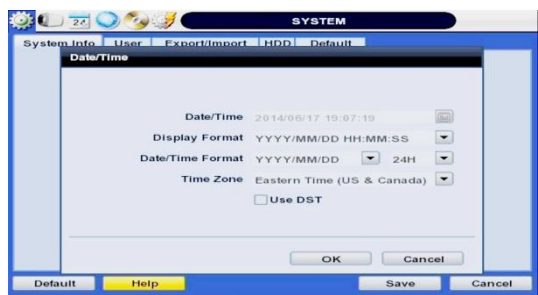 24
SYSTEM
System Info User Export/Import HDD Default
Date/Time
Date/Time 2014/06/17 19:07:19
Display Format YYYY/MM/DD HH:MM:SS
Date/Time Format YYYY/MM/DD 24H
Time Zone Eastern Time (US & Canada)
Use DST
OK Cancel
Default Help Save Cancel